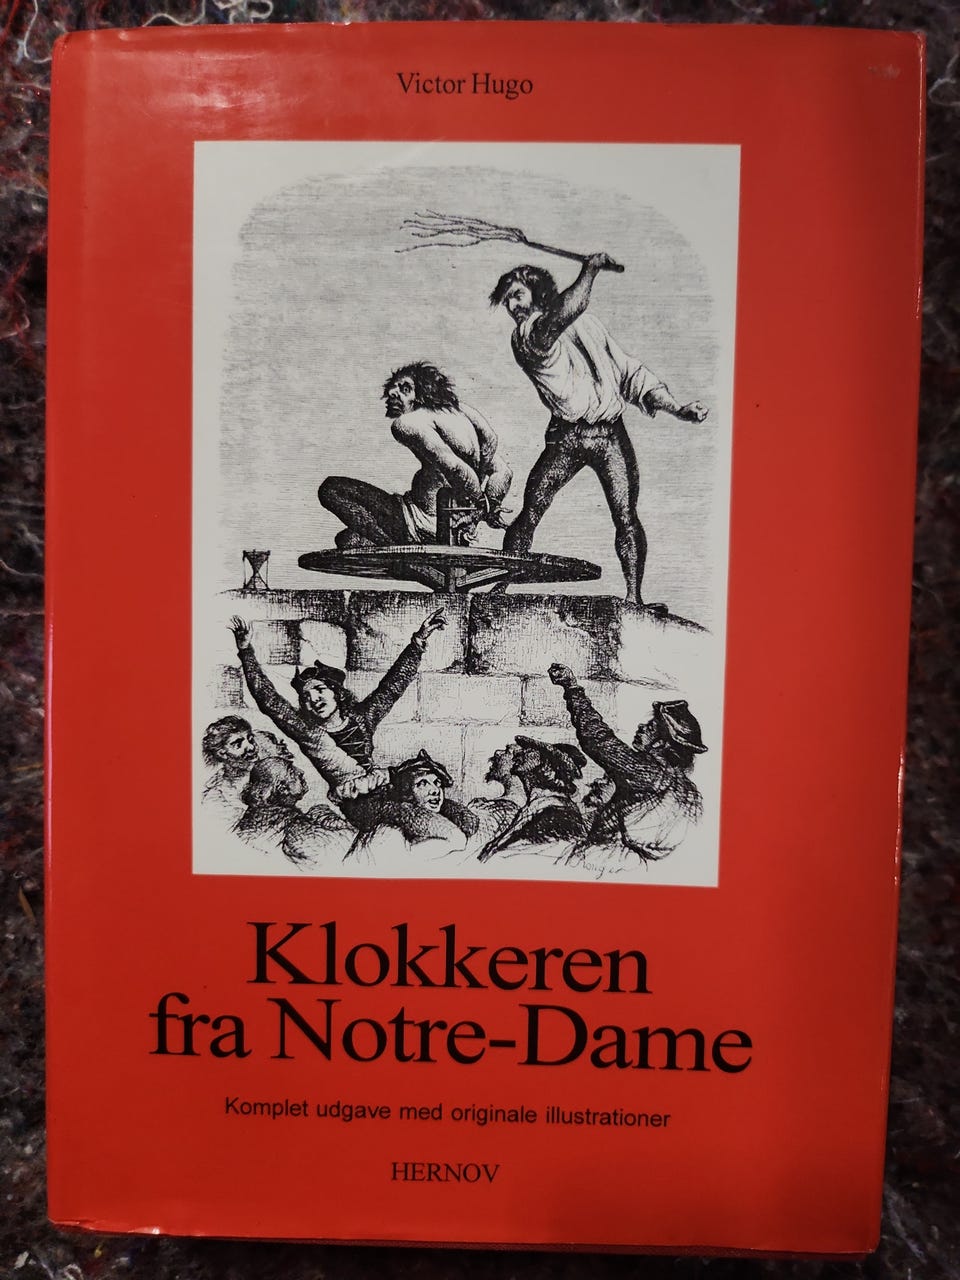 Victor Hugo
Klokkeren
fra Notre-Dame
Komplet udgave med originale illustrationer
HERNOV